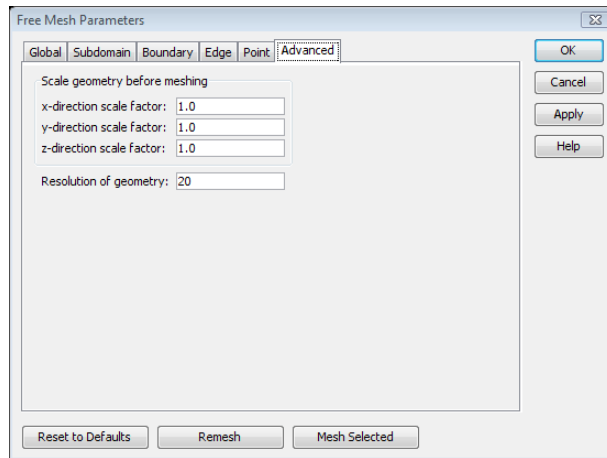 Free Mesh Parameters
Global Subdomain Boundary Edge Point Advanced
OK
Cancel
Apply
Help
Scale geometry before meshing
x-direction scale factor: 1.0
y-direction scale factor: 1.0
z-direction scale factor: 1.0
Resolution of geometry: 20
Reset to Defaults Remesh Mesh Selected